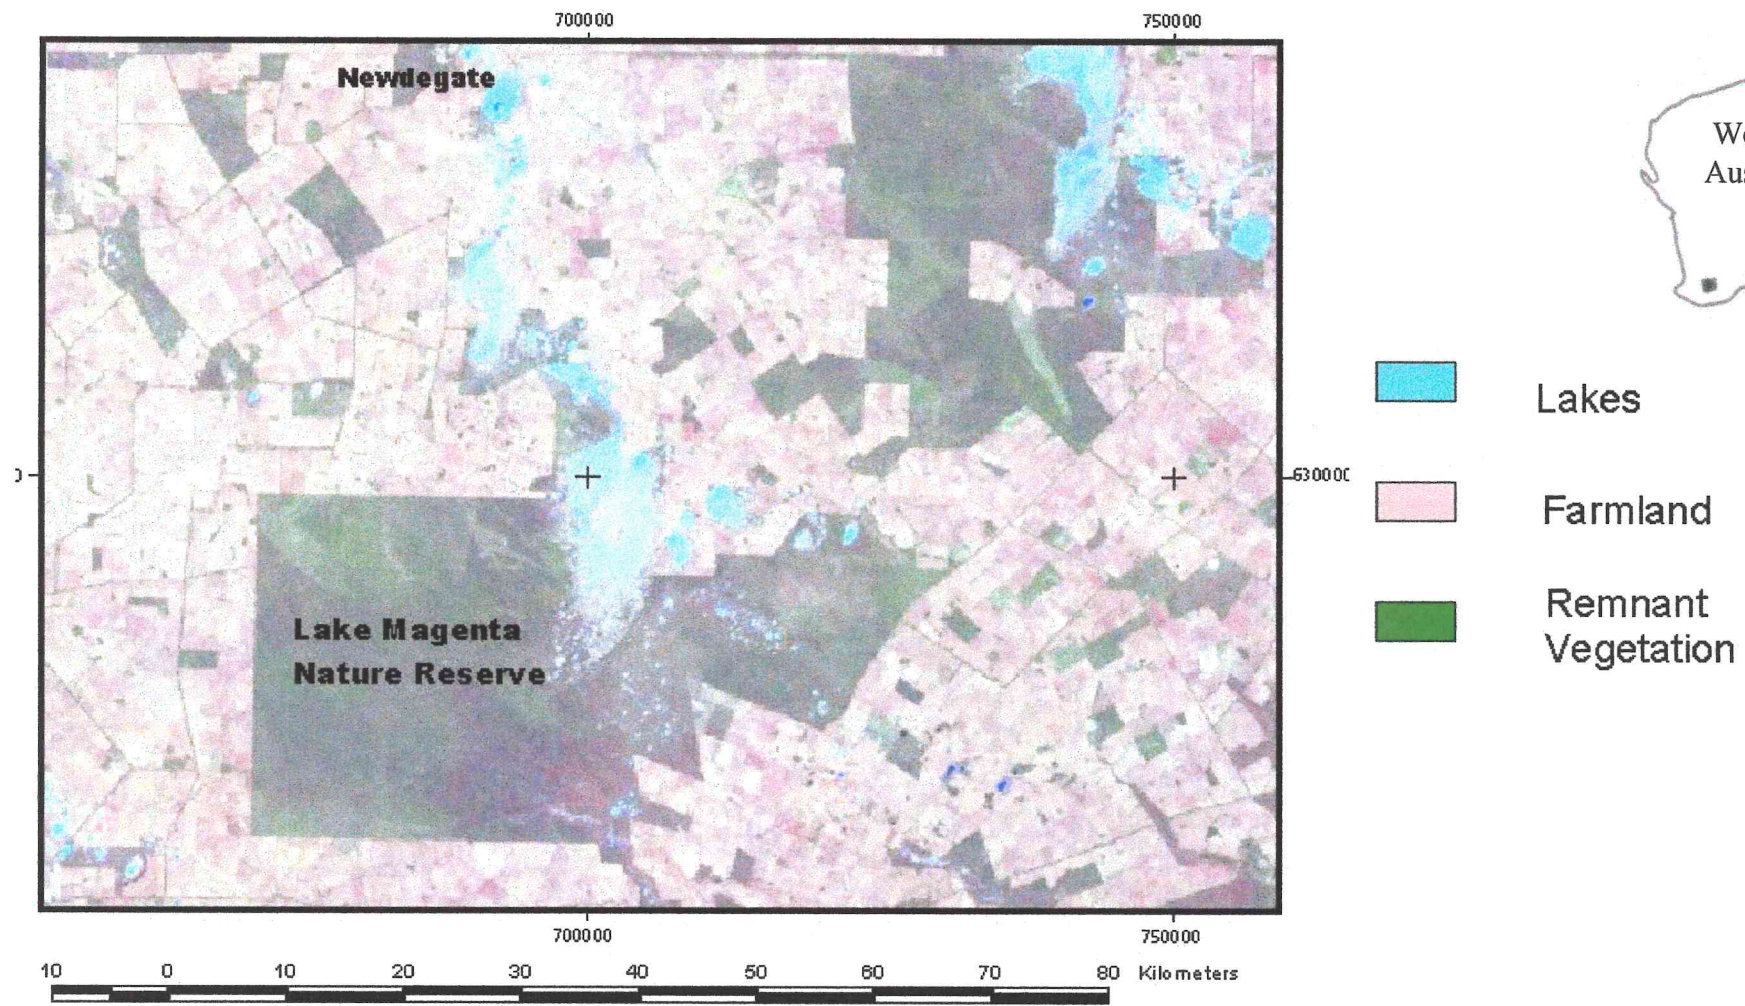 700000 750000
Newdegate
Lake Magenta
Nature Reserve
700000 750000
10 0 10 20 30 40 50 60 70 80 Kilometers
Lakes
Farmland
Remnant
Vegetation